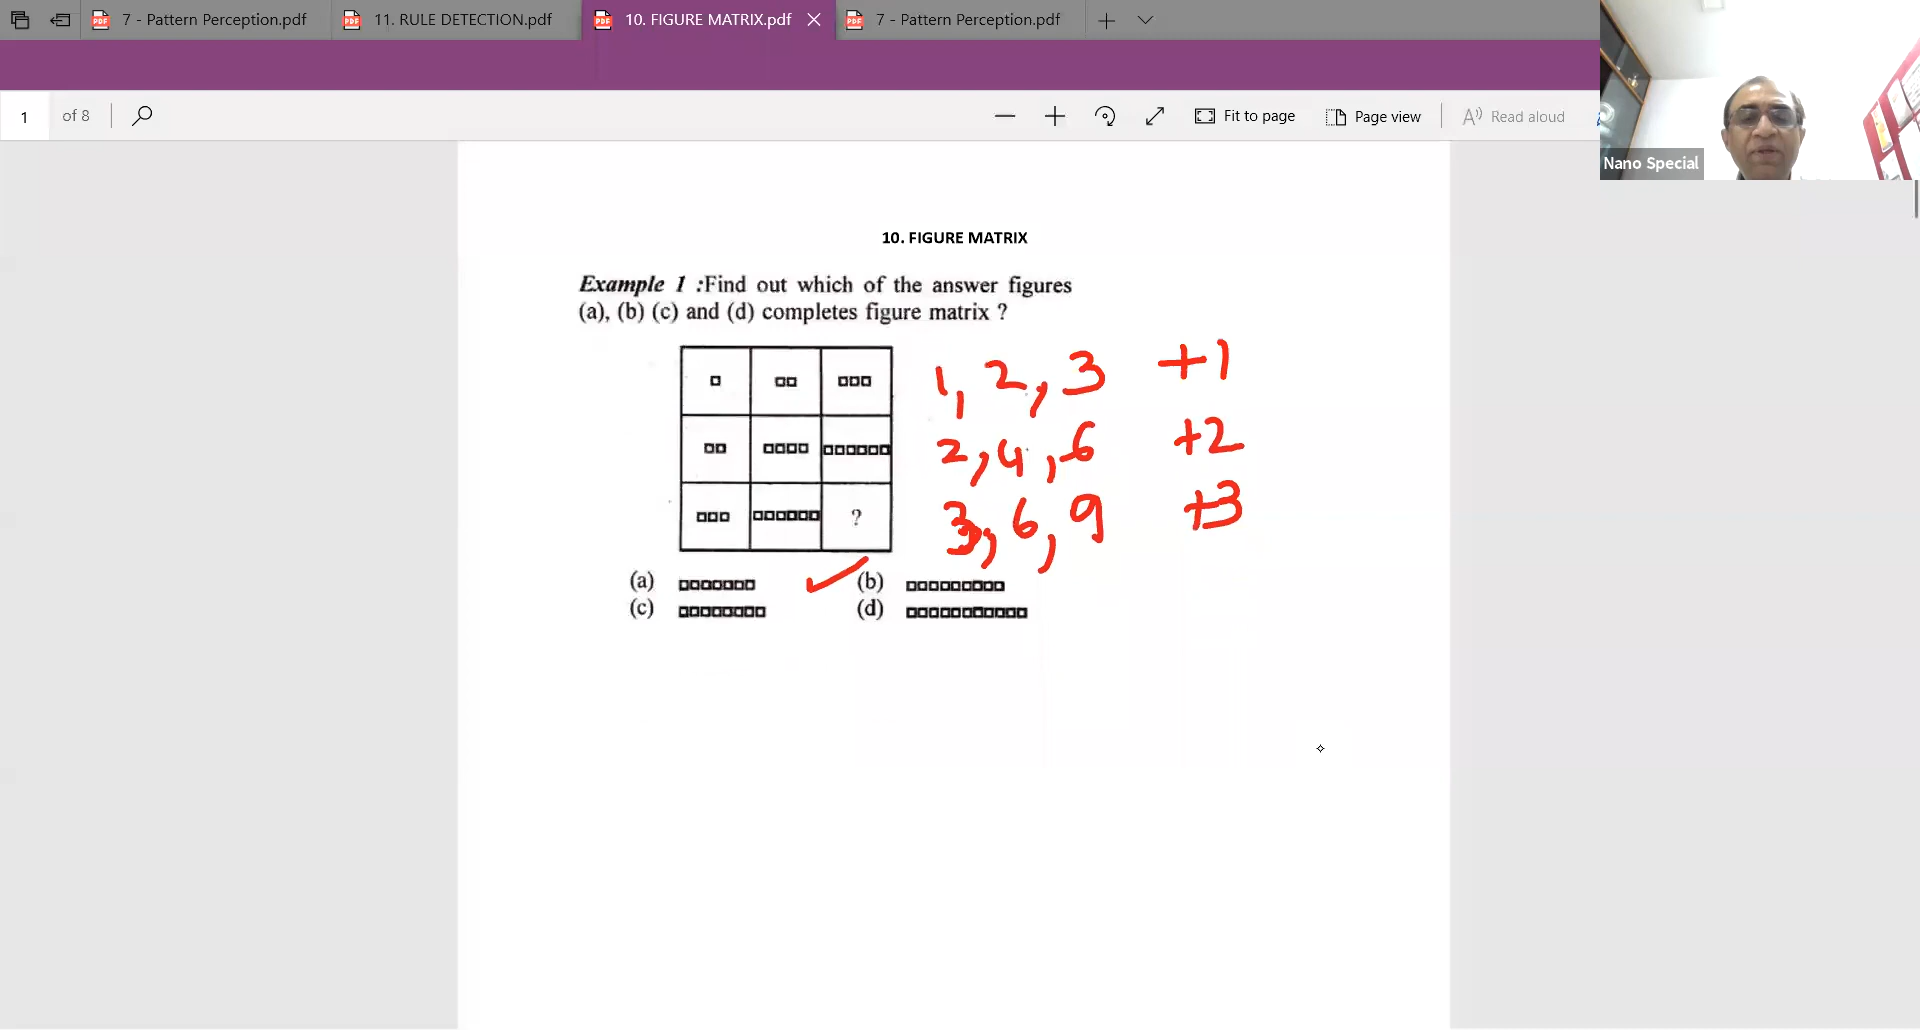 7 - Pattern Perception.pdf
11. RULE DETECTION.pdf
10. FIGURE MATRIX.pdf
7 - Pattern Perception.pdf
1 of 8
Fit to page
Page view
Read aloud
Nano Special
10. FIGURE MATRIX
Example 1 :Find out which of the answer figures
(a), (b) (c) and (d) completes figure matrix ?
1, 2, 3 +1
2, 4, 6 +2
3, 6, 9 +3
?
(a) (b)
(c) (d)